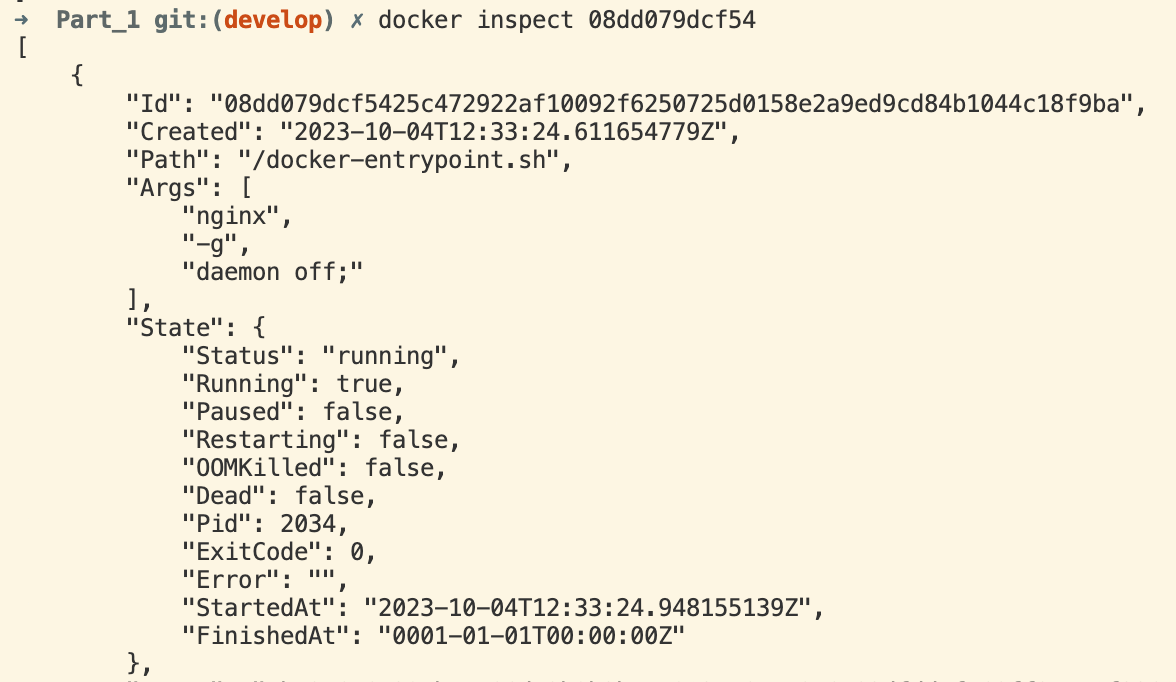 ➜  Part_1 git:(develop) ✗ docker inspect 08dd079dcf54
[
    {
        "Id": "08dd079dcf5425c472922af10092f6250725d0158e2a9ed9cd84b1044c18f9ba",
        "Created": "2023-10-04T12:33:24.611654779Z",
        "Path": "/docker-entrypoint.sh",
        "Args": [
            "nginx",
            "-g",
            "daemon off;"
        ],
        "State": {
            "Status": "running",
            "Running": true,
            "Paused": false,
            "Restarting": false,
            "OOMKilled": false,
            "Dead": false,
            "Pid": 2034,
            "ExitCode": 0,
            "Error": "",
            "StartedAt": "2023-10-04T12:33:24.948155139Z",
            "FinishedAt": "0001-01-01T00:00:00Z"
        },